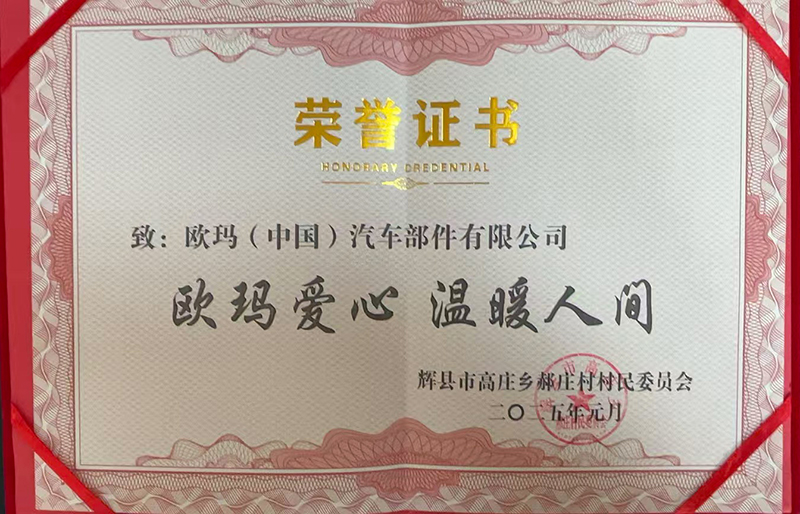 荣誉证书
HONORARY CREDENTIAL
致：欧玛（中国）汽车部件有限公司
欧玛爱心 温暖人间
辉县市高庄乡郝庄村村民委员会
二〇二五年元月